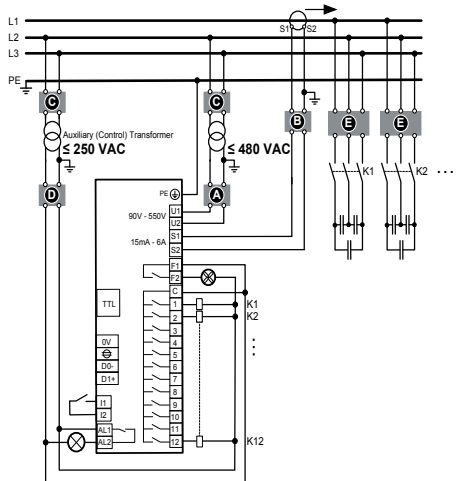 L1
L2
L3
PE
S1 S2
C
C
B
E
E
Auxiliary (Control) Transformer
≤ 250 VAC
≤ 480 VAC
K1
K2 ...
D
A
PE
90V - 550V
U1
U2
15mA - 6A
S1
S2
F1
F2
C
TTL
1
K1
2
K2
3
0V
4
5
D0-
6
D1+
7
8
I1
9
I2
10
AL1
11
AL2
12
K12